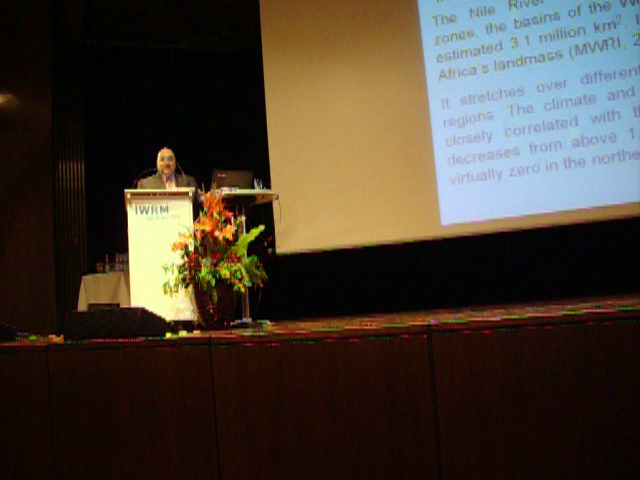 The Nile River
zones, the basins of the W
estimated 3.1 million km².
Africa's landmass (MWRI, 2
It stretches over different
regions. The climate and
closely correlated with
decreases from above 1
virtually zero in the northe
IWRM